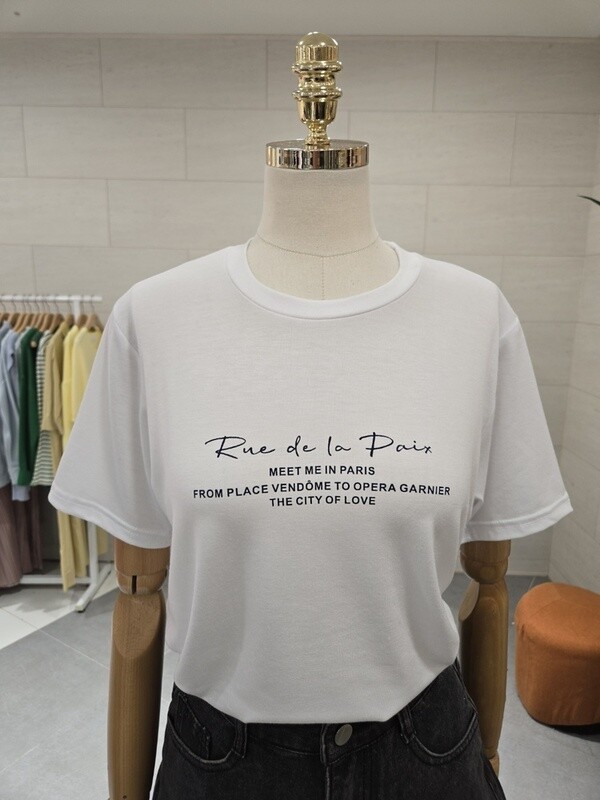 Rue de la Paix
MEET ME IN PARIS
FROM PLACE VENDÔME TO OPERA GARNIER
THE CITY OF LOVE